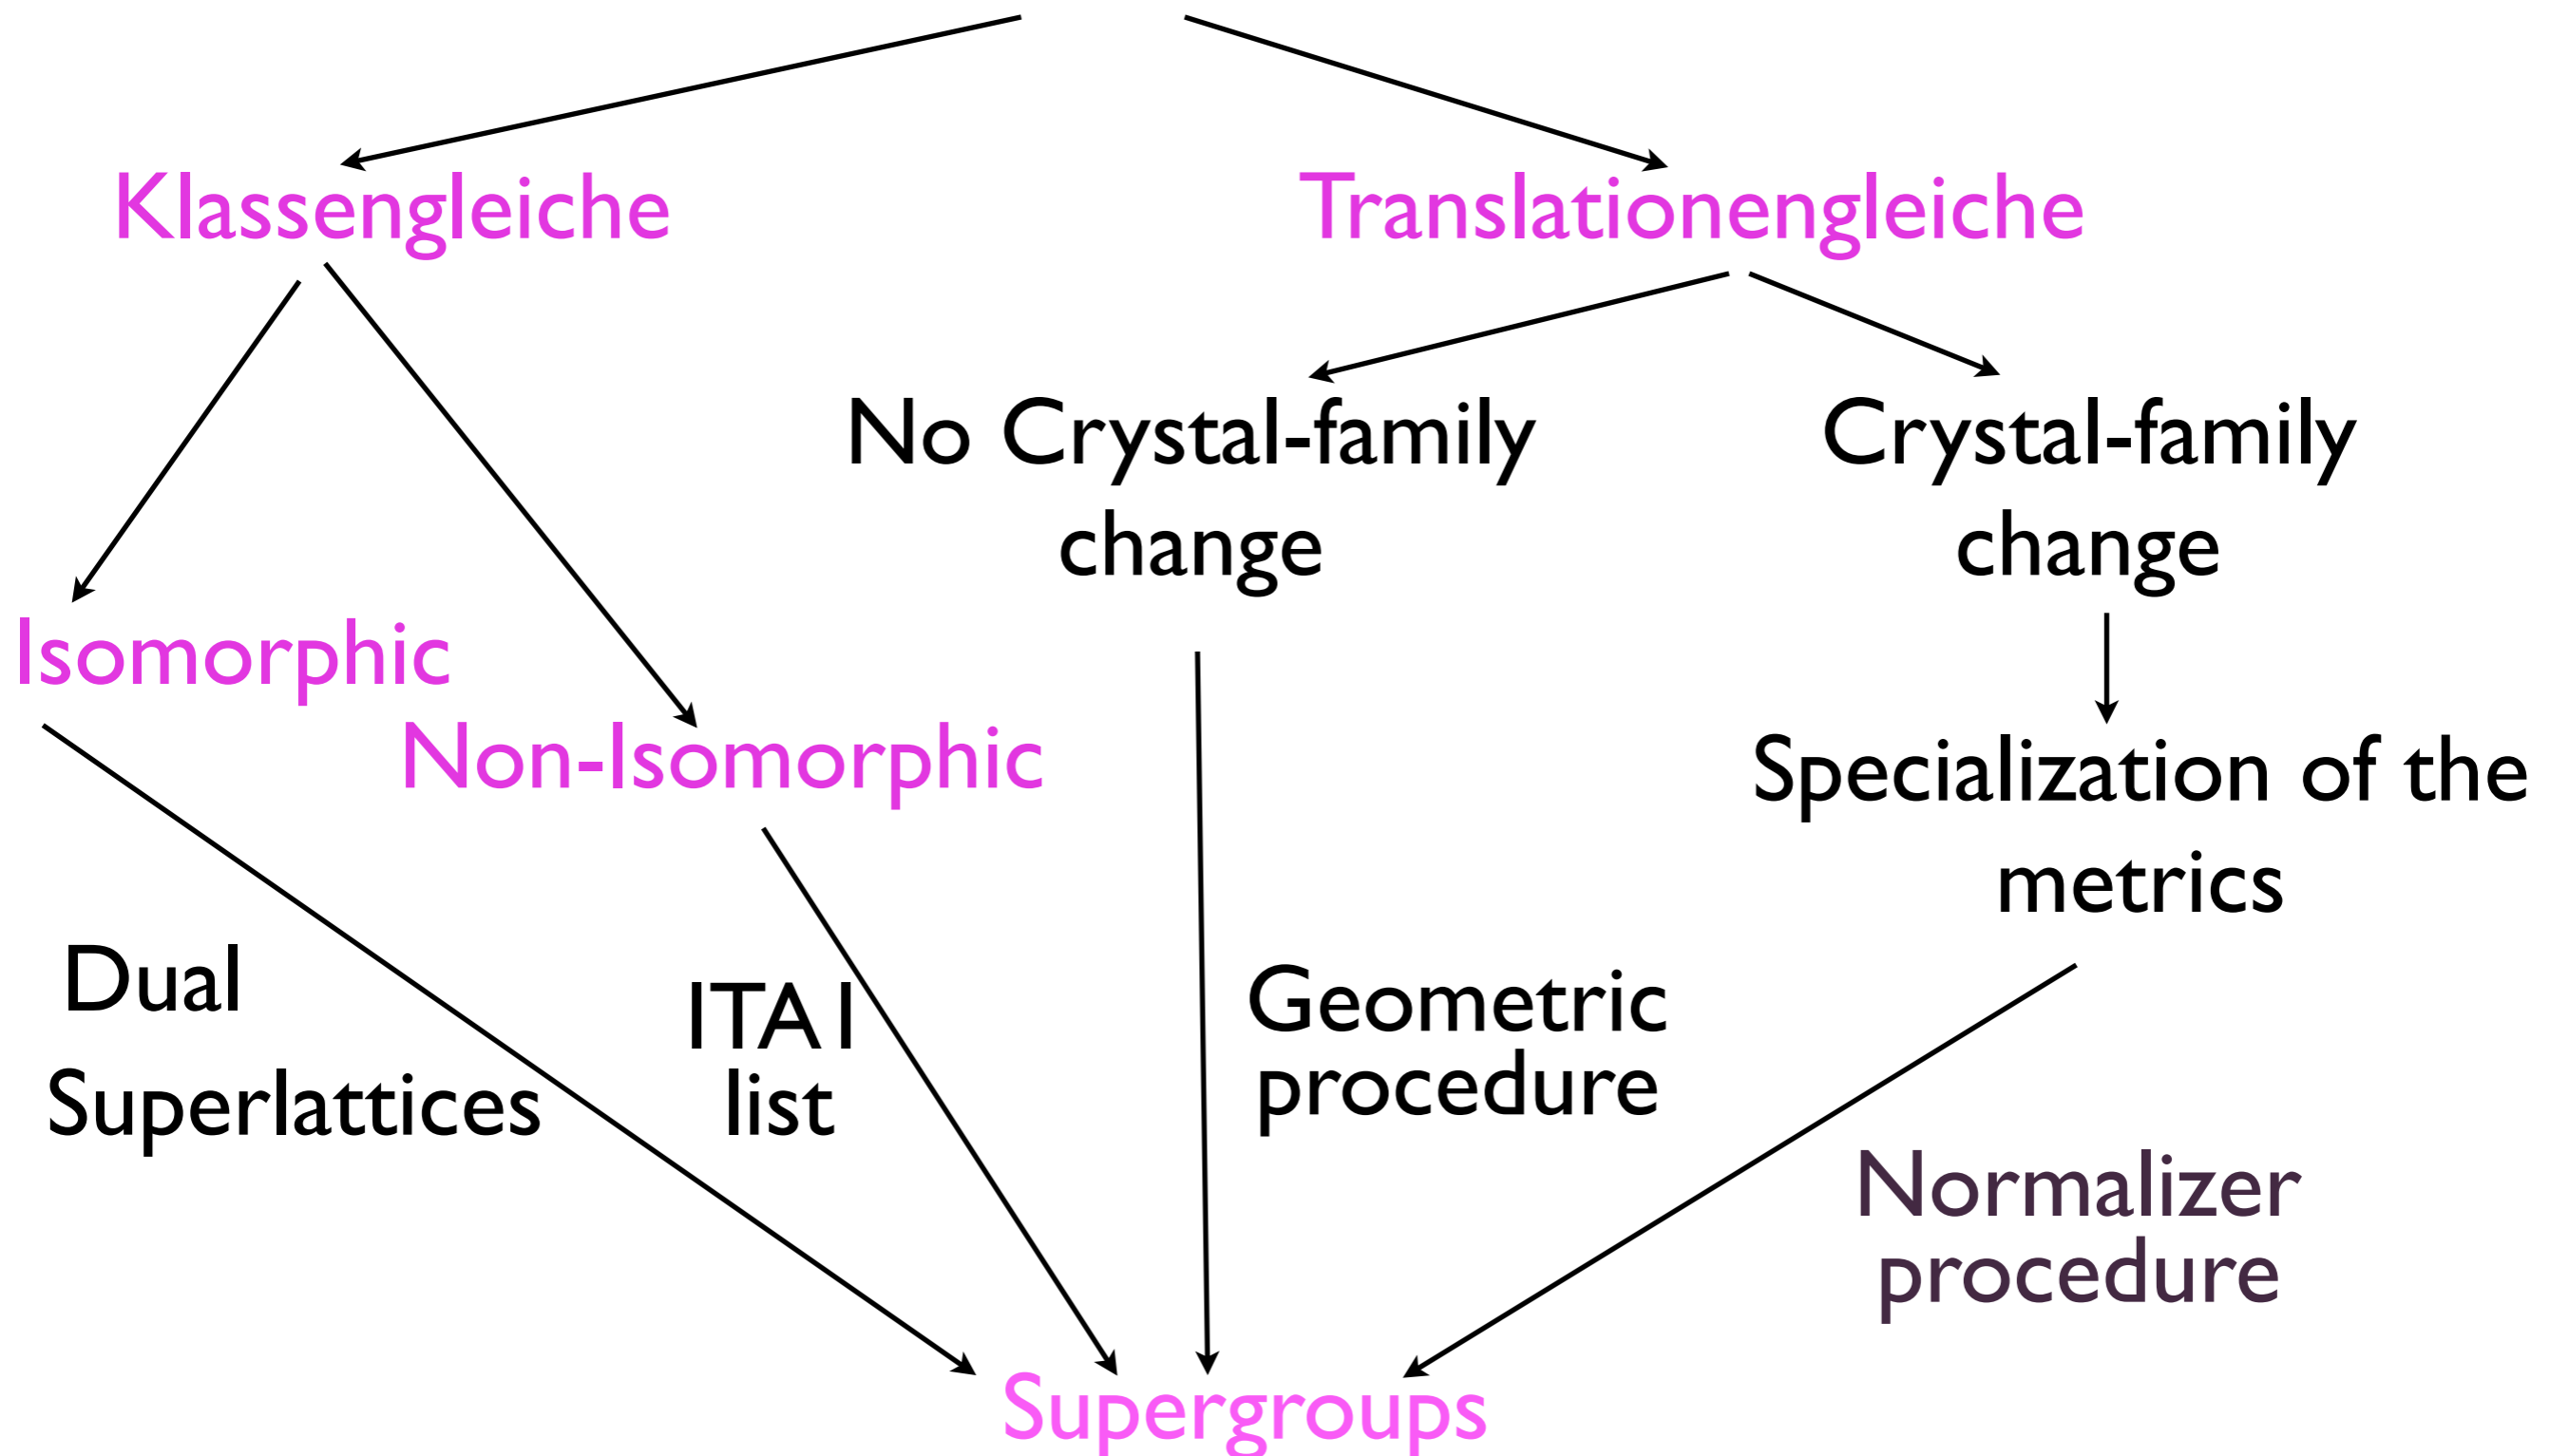 Klassengleiche
Translationengleiche
No Crystal-family
change
Crystal-family
change
Isomorphic
Non-Isomorphic
Specialization of the
metrics
Dual
Superlattices
ITA1
list
Geometric
procedure
Normalizer
procedure
Supergroups